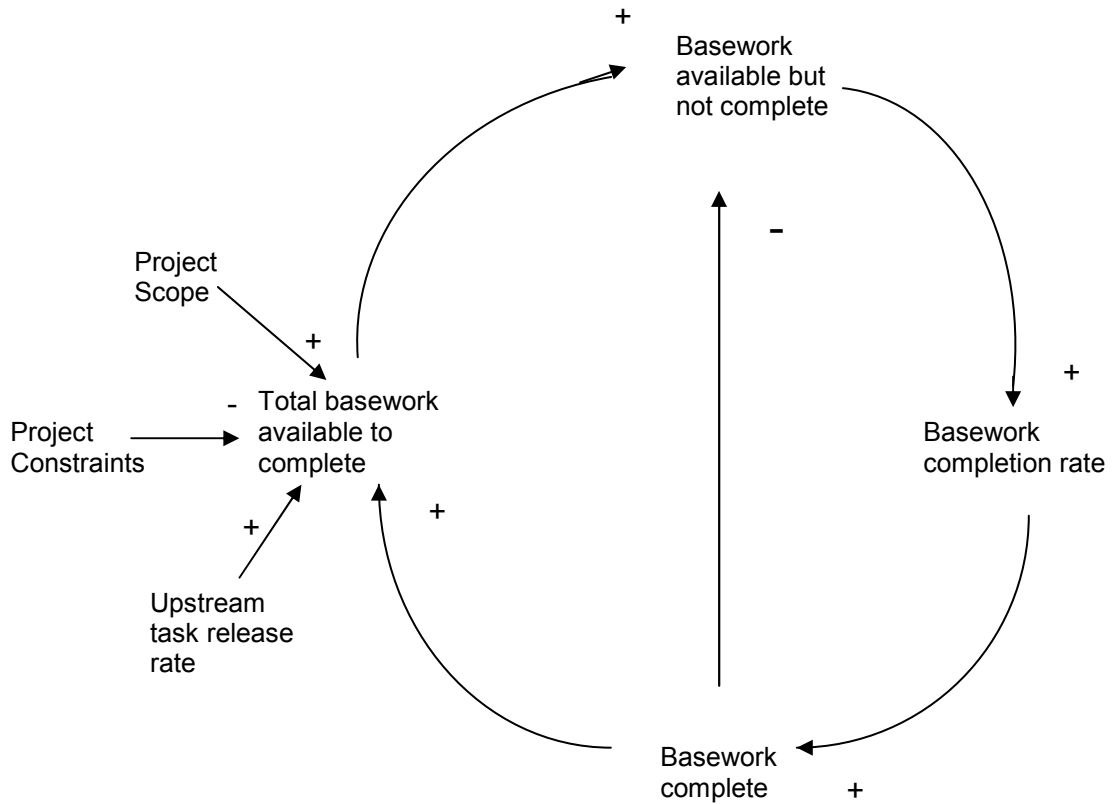 +
Basework
available but
not complete
-
Project
Scope
+
+
- Total basework
available to
complete
Project
Constraints
Basework
completion rate
+
+
Upstream
task release
rate
Basework
complete +